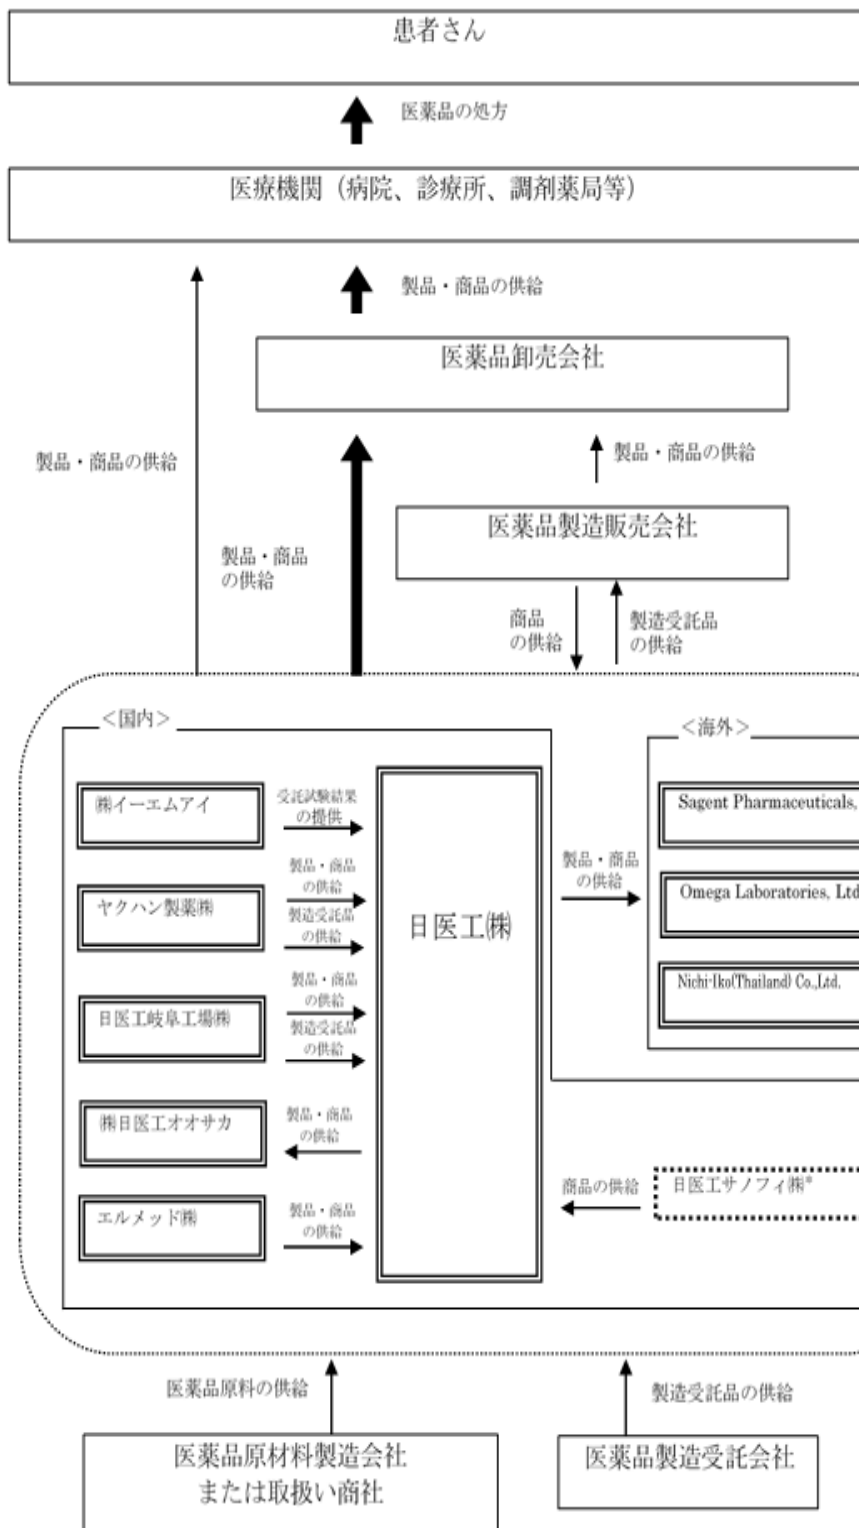 患者さん
医薬品の処方
医療機関（病院、診療所、調剤薬局等）
製品・商品の供給
医薬品卸売会社
製品・商品の供給
製品・商品の供給
医薬品製造販売会社
製品・商品
の供給
商品
の供給
製造受託品
の供給
＜国内＞
＜海外＞
㈱イーエムアイ
受託試験結果
の提供
Sagent Pharmaceuticals,
ヤクハン製薬㈱
製品・商品
の供給
製造受託品
の供給
日医工㈱
製品・商品
の供給
Omega Laboratories, Ltd
Nichi-Iko(Thailand) Co.,Ltd.
日医工岐阜工場㈱
製品・商品
の供給
製造受託品
の供給
㈱日医工オオサカ
製品・商品
の供給
商品の供給
日医工サノフィ㈱*
エルメッド㈱
製品・商品
の供給
医薬品原料の供給
製造受託品の供給
医薬品原材料製造会社
または取扱い商社
医薬品製造受託会社